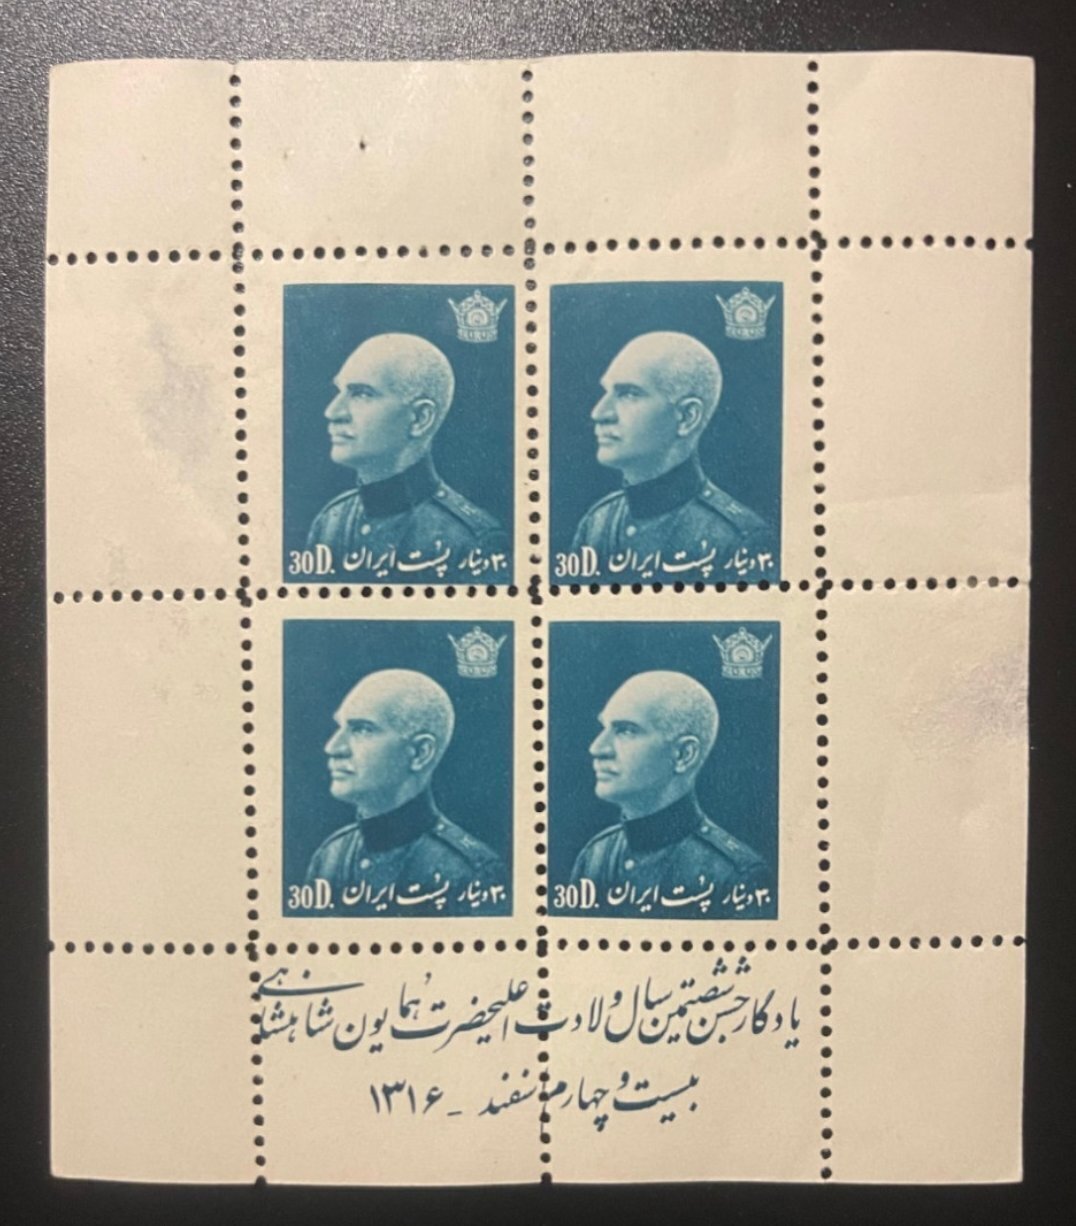 30D. پست ایران ۳۰ دینار
30D. پست ایران ۳۰ دینار
30D. پست ایران ۳۰ دینار
30D. پست ایران ۳۰ دینار
یادگار جشن شصتمین سال ولادت اعلیحضرت همایون شاهنشاهی
بیست و چهارم اسفند - ۱۳۱۶